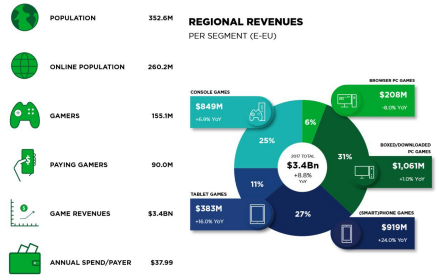 POPULATION 352.6M
ONLINE POPULATION 260.2M
GAMERS 155.1M
PAYING GAMERS 90.0M
GAME REVENUES $3.4BN
ANNUAL SPEND/PAYER $37.99
REGIONAL REVENUES
PER SEGMENT (E-EU)
BROWSER PC GAMES
$208M
-8.0% YoY
CONSOLE GAMES
$849M
+6.8% YoY
6%
25%
31%
11%
27%
2017 TOTAL
$3.4Bn
+8.8%
YoY
BOXED/DOWNLOADED
PC GAMES
$1,061M
+1.0% YoY
TABLET GAMES
$383M
+16.0% YoY
(SMART)PHONE GAMES
$919M
+24.0% YoY